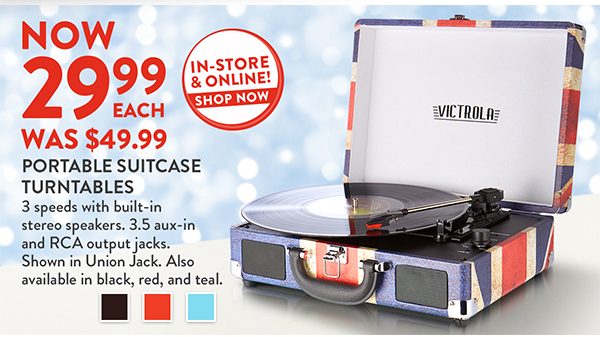 NOW
29 99
EACH
WAS $49.99
IN-STORE
& ONLINE!
SHOP NOW
PORTABLE SUITCASE
TURNTABLES
3 speeds with built-in
stereo speakers. 3.5 aux-in
and RCA output jacks.
Shown in Union Jack. Also
available in black, red, and teal.
VICTROLA